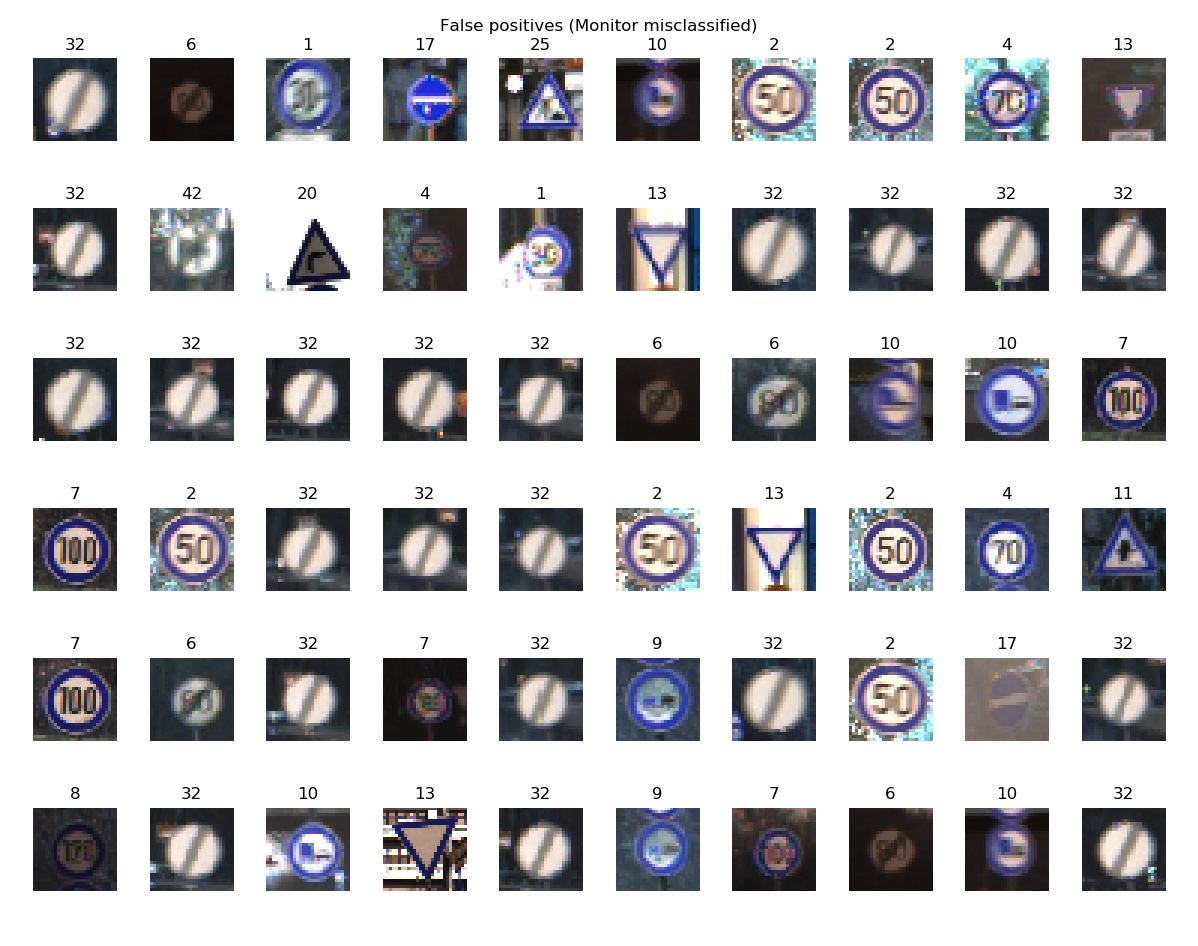 False positives (Monitor misclassified)
32 6 1 17 25 10 2 2 4 13
50 50 70
32 42 20 4 1 13 32 32 32 32
32 32 32 32 32 6 6 10 10 7
100
7 2 32 32 32 2 13 2 4 11
100 50 50 50 70
7 6 32 7 32 9 32 2 17 32
100 50
8 32 10 13 32 9 7 6 10 32